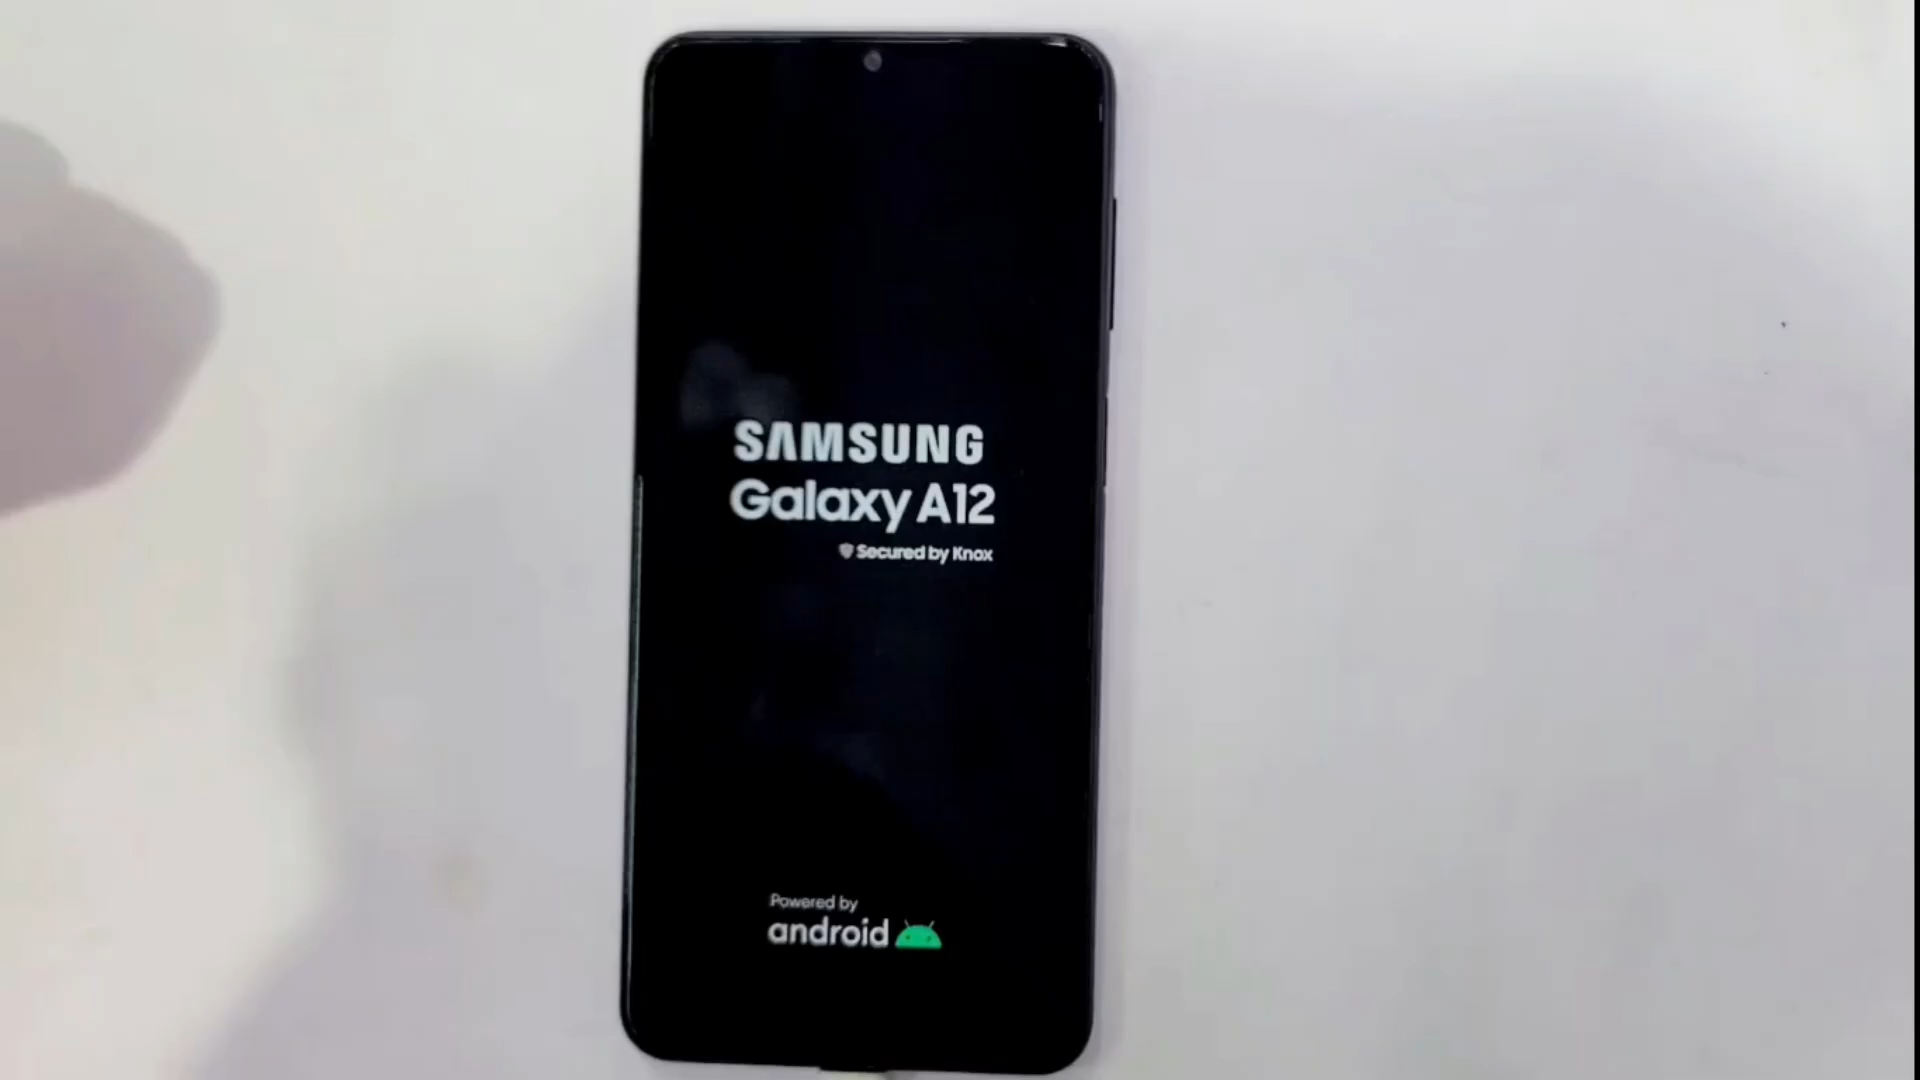 SAMSUNG
Galaxy A12
Secured by Knox
Powered by
android